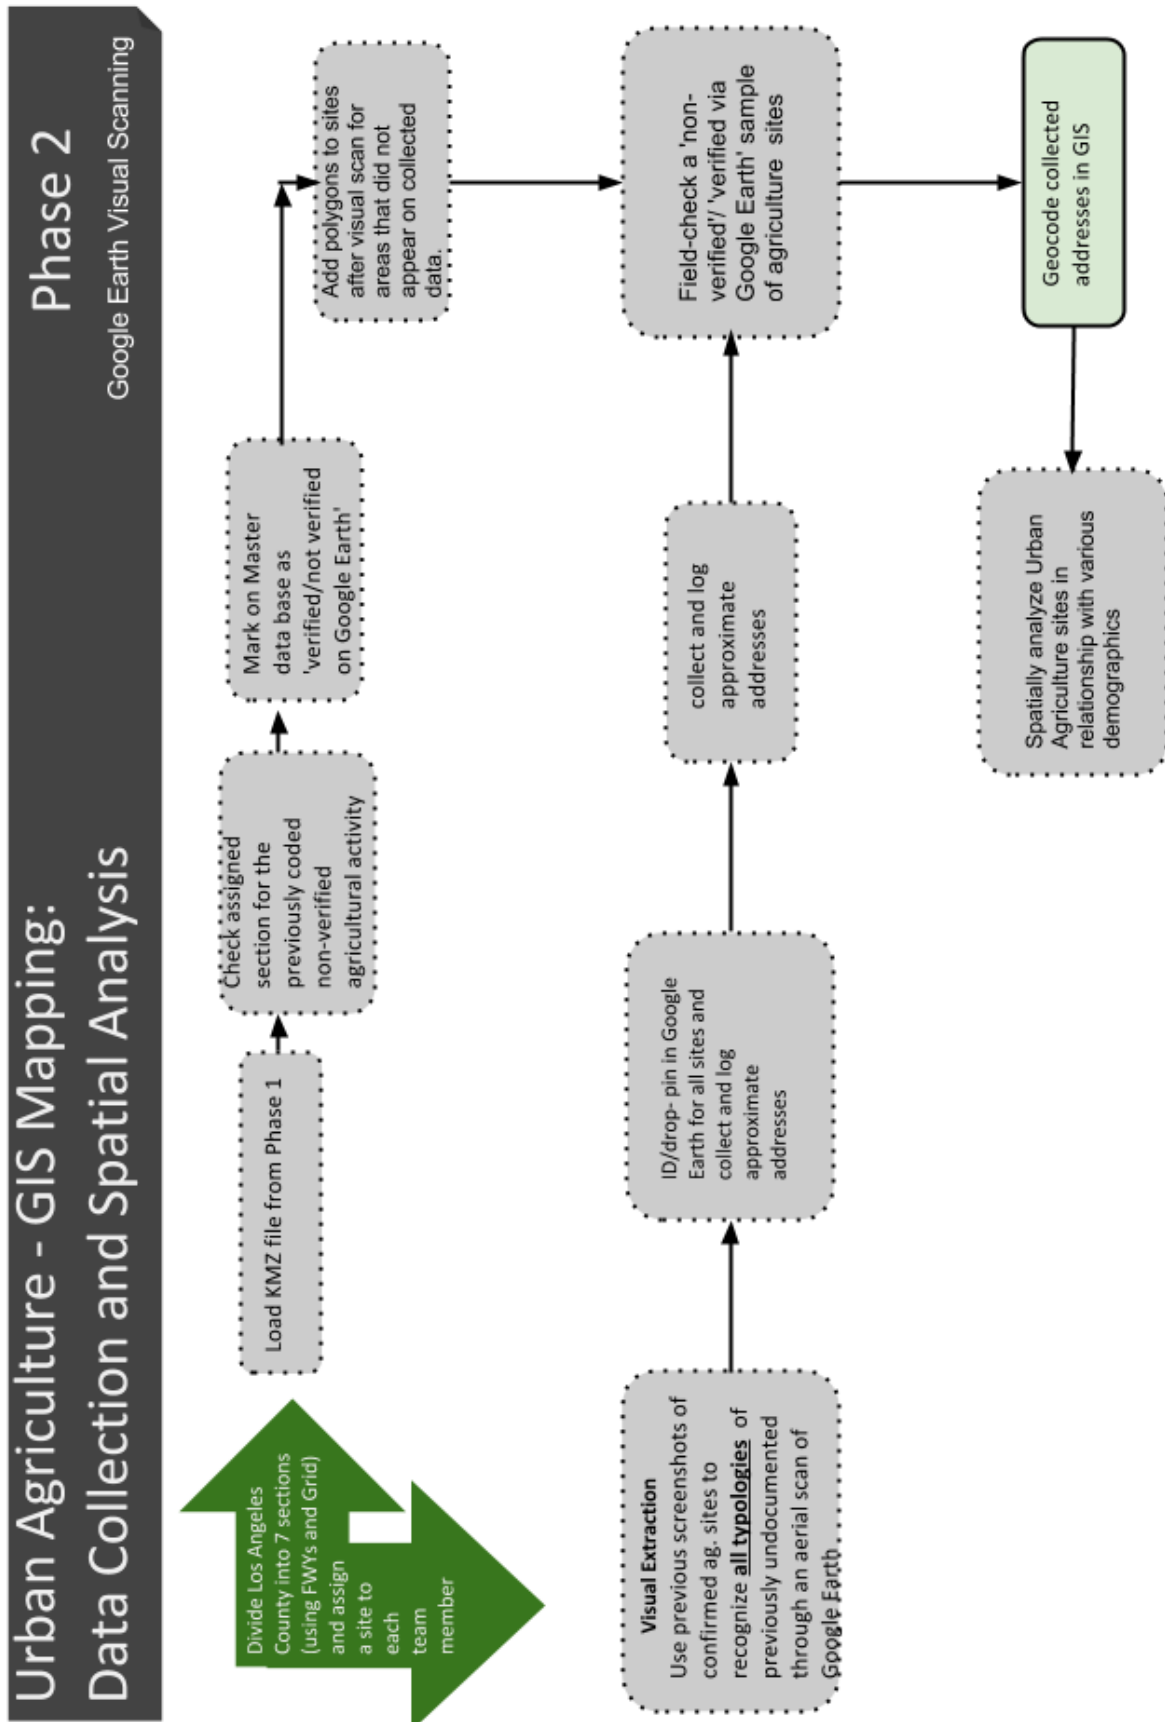 Urban Agriculture - GIS Mapping:
Data Collection and Spatial Analysis
Phase 2
Google Earth Visual Scanning
Divide Los Angeles
County into 7 sections
(using FWYs and Grid)
and assign
a site to
each
team
member
Load KMZ file from Phase 1
Check assigned
section for the
previously coded
non-verified
agricultural activity
Mark on Master
data base as
'verified/not verified
on Google Earth'
Add polygons to sites
after visual scan for
areas that did not
appear on collected
data.
Visual Extraction
Use previous screenshots of
confirmed ag. sites to
recognize all typologies of
previously undocumented
through an aerial scan of
Google Earth
ID/drop- pin in Google
Earth for all sites and
collect and log
approximate
addresses
collect and log
approximate
addresses
Field-check a 'non-
verified'/ 'verified via
Google Earth' sample
of agriculture  sites
Geocode collected
addresses in GIS
Spatially analyze Urban
Agriculture sites in
relationship with various
demographics